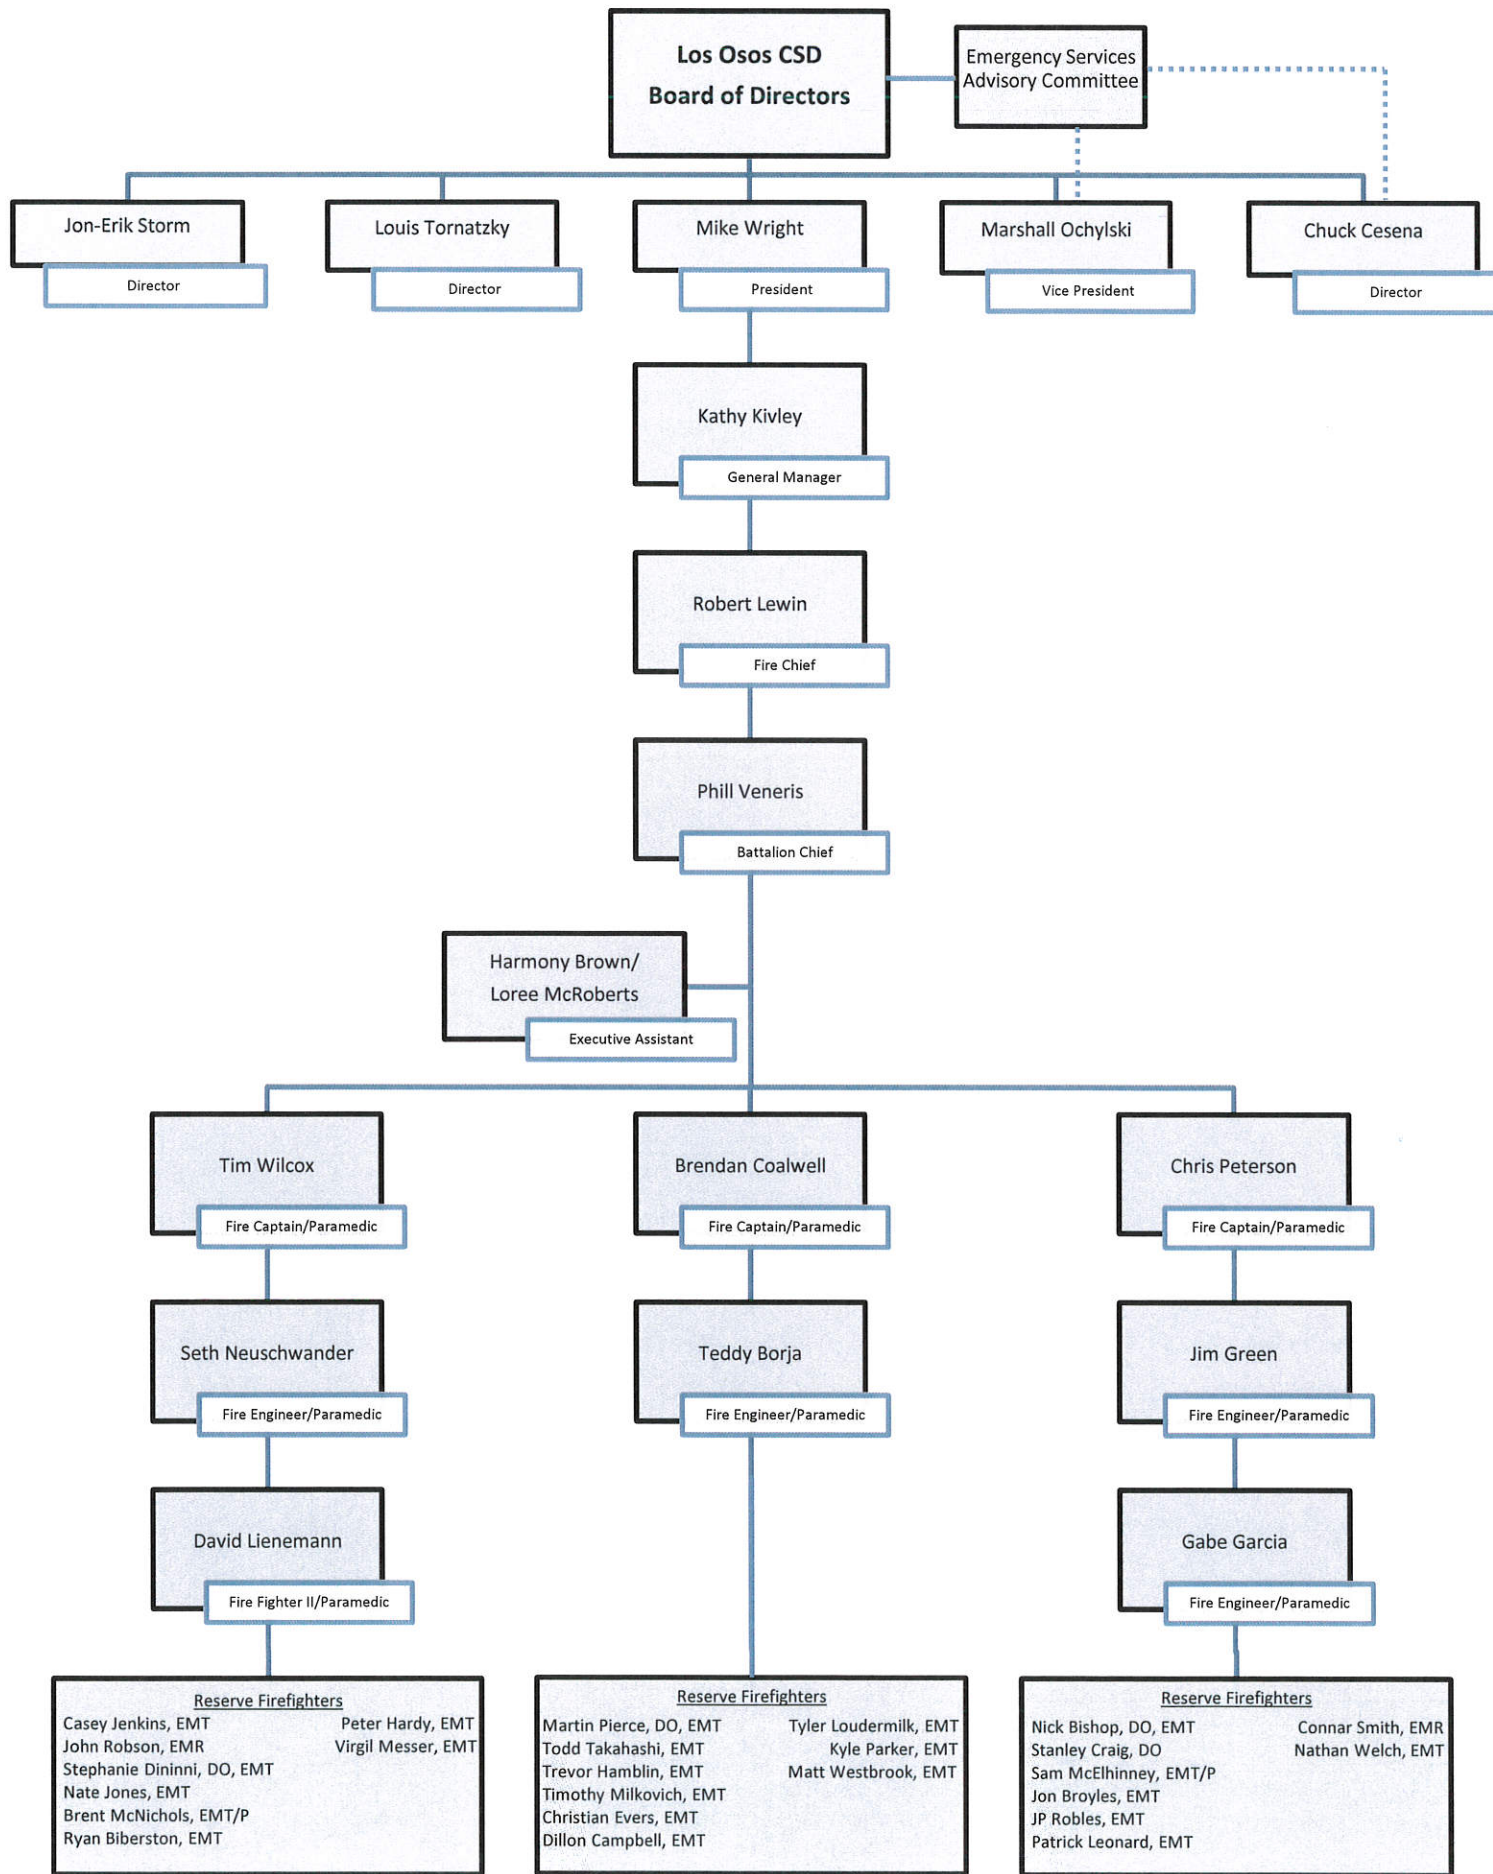 Los Osos CSD
Board of Directors
Emergency Services
Advisory Committee
Jon-Erik Storm
Director
Louis Tornatzky
Director
Mike Wright
President
Marshall Ochylski
Vice President
Chuck Cesena
Director
Kathy Kivley
General Manager
Robert Lewin
Fire Chief
Phill Veneris
Battalion Chief
Harmony Brown/
Loree McRoberts
Executive Assistant
Tim Wilcox
Fire Captain/Paramedic
Brendan Coalwell
Fire Captain/Paramedic
Chris Peterson
Fire Captain/Paramedic
Seth Neuschwander
Fire Engineer/Paramedic
Teddy Borja
Fire Engineer/Paramedic
Jim Green
Fire Engineer/Paramedic
David Lienemann
Fire Fighter II/Paramedic
Gabe Garcia
Fire Engineer/Paramedic
Reserve Firefighters
Casey Jenkins, EMT
John Robson, EMR
Stephanie Dininni, DO, EMT
Nate Jones, EMT
Brent McNichols, EMT/P
Ryan Biberston, EMT
Peter Hardy, EMT
Virgil Messer, EMT
Reserve Firefighters
Martin Pierce, DO, EMT
Todd Takahashi, EMT
Trevor Hamblin, EMT
Timothy Milkovich, EMT
Christian Evers, EMT
Dillon Campbell, EMT
Tyler Loudermilk, EMT
Kyle Parker, EMT
Matt Westbrook, EMT
Reserve Firefighters
Nick Bishop, DO, EMT
Stanley Craig, DO
Sam McElhinney, EMT/P
Jon Broyles, EMT
JP Robles, EMT
Patrick Leonard, EMT
Connar Smith, EMR
Nathan Welch, EMT